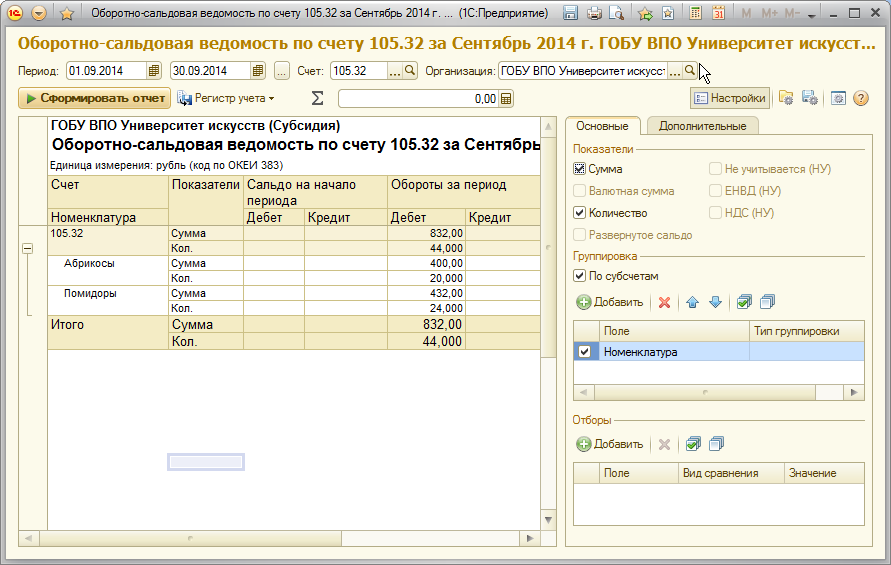 Оборотно-сальдовая ведомость по счету 105.32 за Сентябрь 2014 г. ... (1С:Предприятие)
M M+ M-
Оборотно-сальдовая ведомость по счету 105.32 за Сентябрь 2014 г. ГОБУ ВПО Университет искусст...
Период: 01.09.2014 30.09.2014 ... Счет: 105.32 ... Организация: ГОБУ ВПО Университет искусст ...
Сформировать отчет Регистр учета Σ 0,00 Настройки
ГОБУ ВПО Университет искусств (Субсидия)
Оборотно-сальдовая ведомость по счету 105.32 за Сентябрь
Единица измерения: рубль (код по ОКЕИ 383)
Счет Показатели Сальдо на начало периода Обороты за период
Номенклатура Дебет Кредит Дебет Кредит
105.32 Сумма 832,00
Кол. 44,000
Абрикосы Сумма 400,00
Кол. 20,000
Помидоры Сумма 432,00
Кол. 24,000
Итого Сумма 832,00
Кол. 44,000
Основные Дополнительные
Показатели
Сумма Не учитывается (НУ)
Валютная сумма ЕНВД (НУ)
Количество НДС (НУ)
Развернутое сальдо
Группировка
По субсчетам
Добавить
Поле Тип группировки
Номенклатура
Отборы
Добавить
Поле Вид сравнения Значение